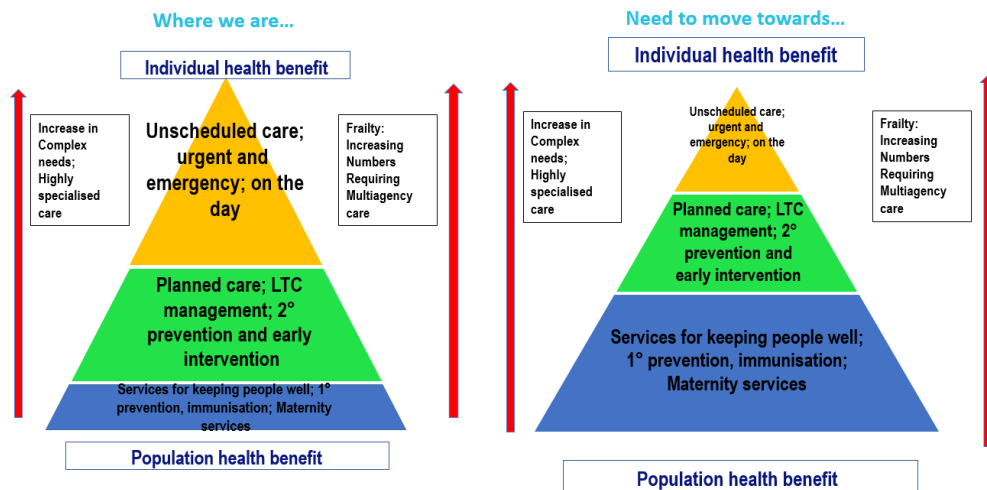 Where we are...
Individual health benefit
Increase in
Complex
needs;
Highly
specialised
care
Unscheduled care;
urgent and
emergency; on the
day
Frailty:
Increasing
Numbers
Requiring
Multiagency
care
Planned care; LTC
management; 2°
prevention and early
intervention
Services for keeping people well; 1°
prevention, immunisation; Maternity
services
Population health benefit
Need to move towards...
Individual health benefit
Increase in
Complex
needs;
Highly
specialised
care
Unscheduled care;
urgent and
emergency; on the
day
Frailty:
Increasing
Numbers
Requiring
Multiagency
care
Planned care; LTC
management; 2°
prevention and
early intervention
Services for keeping people well;
1° prevention, immunisation;
Maternity services
Population health benefit